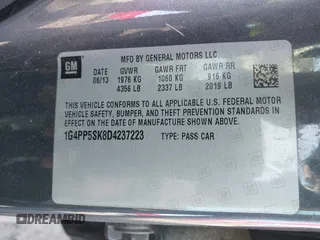 GM
MFD BY GENERAL MOTORS LLC
DATE GVWR GAWR FRT GAWR RR
06/13 1976 KG 1060 KG 916 KG
4356 LB 2337 LB 2019 LB
THIS VEHICLE CONFORMS TO ALL APPLICABLE U.S. FEDERAL MOTOR
VEHICLE SAFETY, BUMPER, AND THEFT PREVENTION STANDARDS
IN EFFECT ON THE DATE OF MANUFACTURE SHOWN ABOVE.
1G4PP5SK8D4237223 TYPE: PASS CAR
DREAMBID